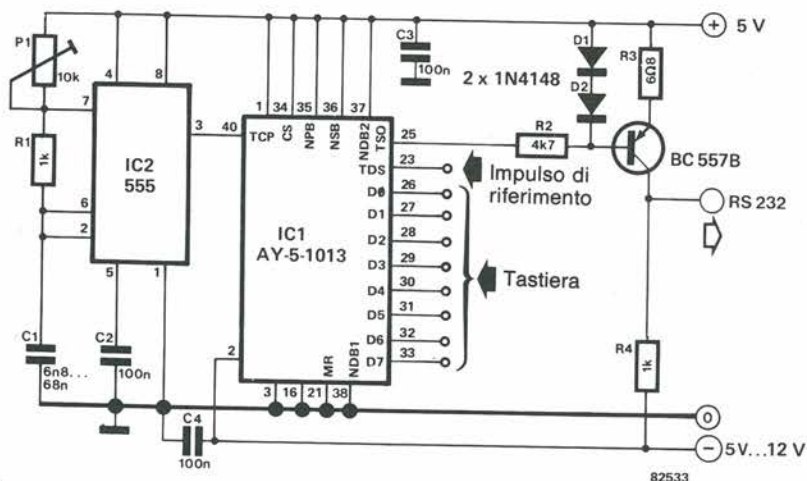 P1
10k
4
8
7
R1
1k
6
2
IC2
555
3
5
1
C1
6n8...
68n
C2
100n
C4
100n
C3
100n
2 x 1N4148
D1
D2
R3
6Ω8
+ 5 V
1
34
35
36
37
40
TCP
CS
NPB
NSB
NDB2
TSO
25
R2
4k7
BC 557B
TDS
23
Impulso di
riferimento
RS 232
IC1
AY-5-1013
D0 26
D1 27
D2 28
D3 29
D4 30
D5 31
D6 32
D7 33
Tastiera
2
MR
NDB1
3
16
21
38
R4
1k
0
− 5 V...12 V
82533